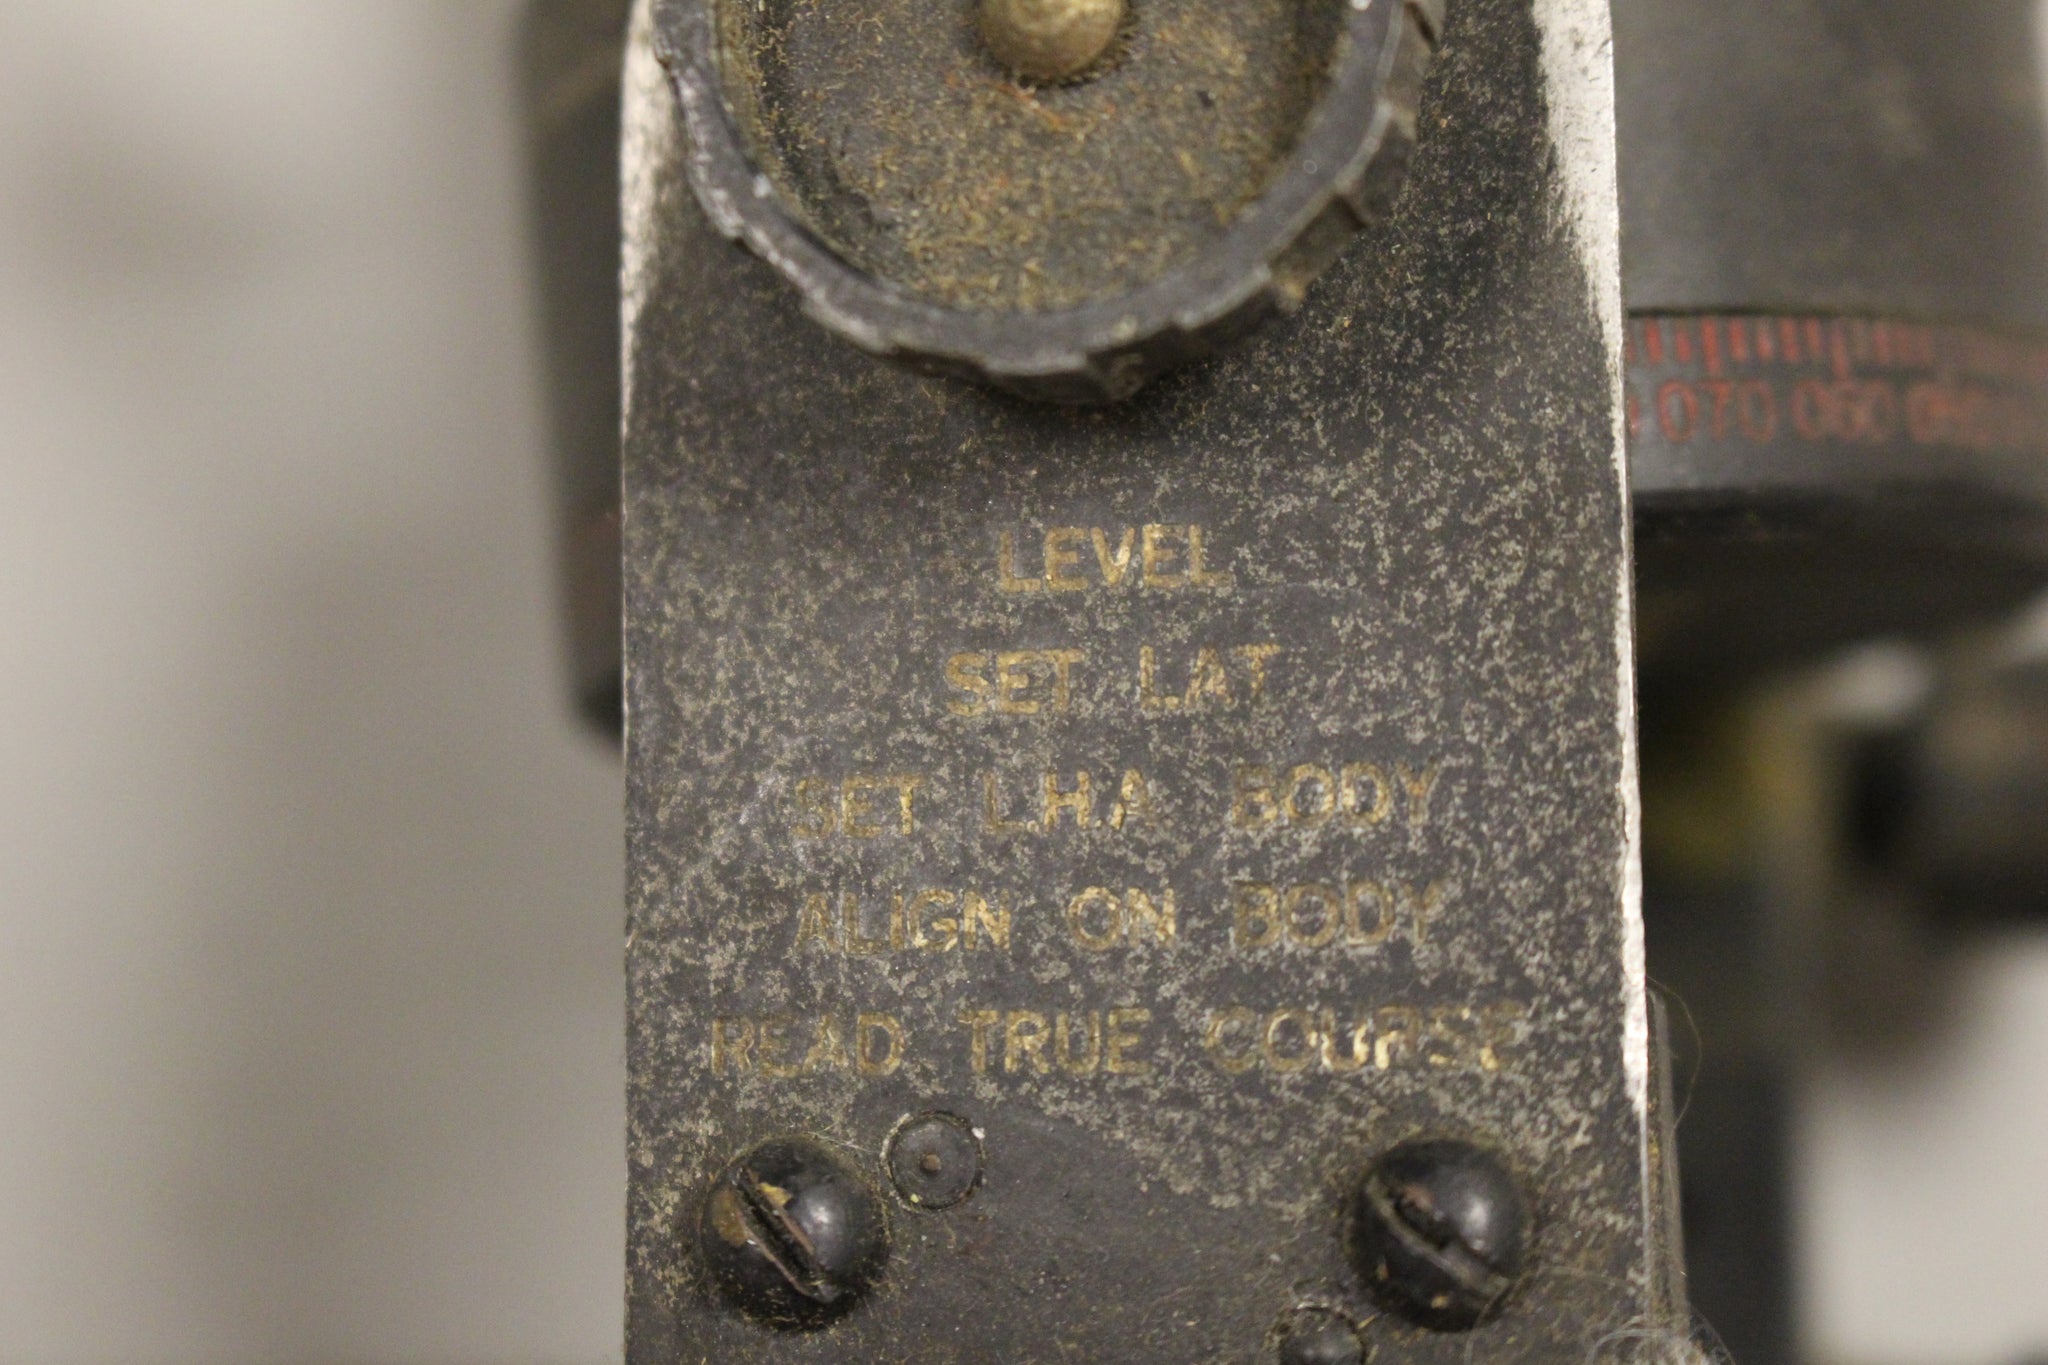 070 060
LEVEL
SET LAT
SET L.H.A. BODY
ALIGN ON BODY
READ TRUE COURSE